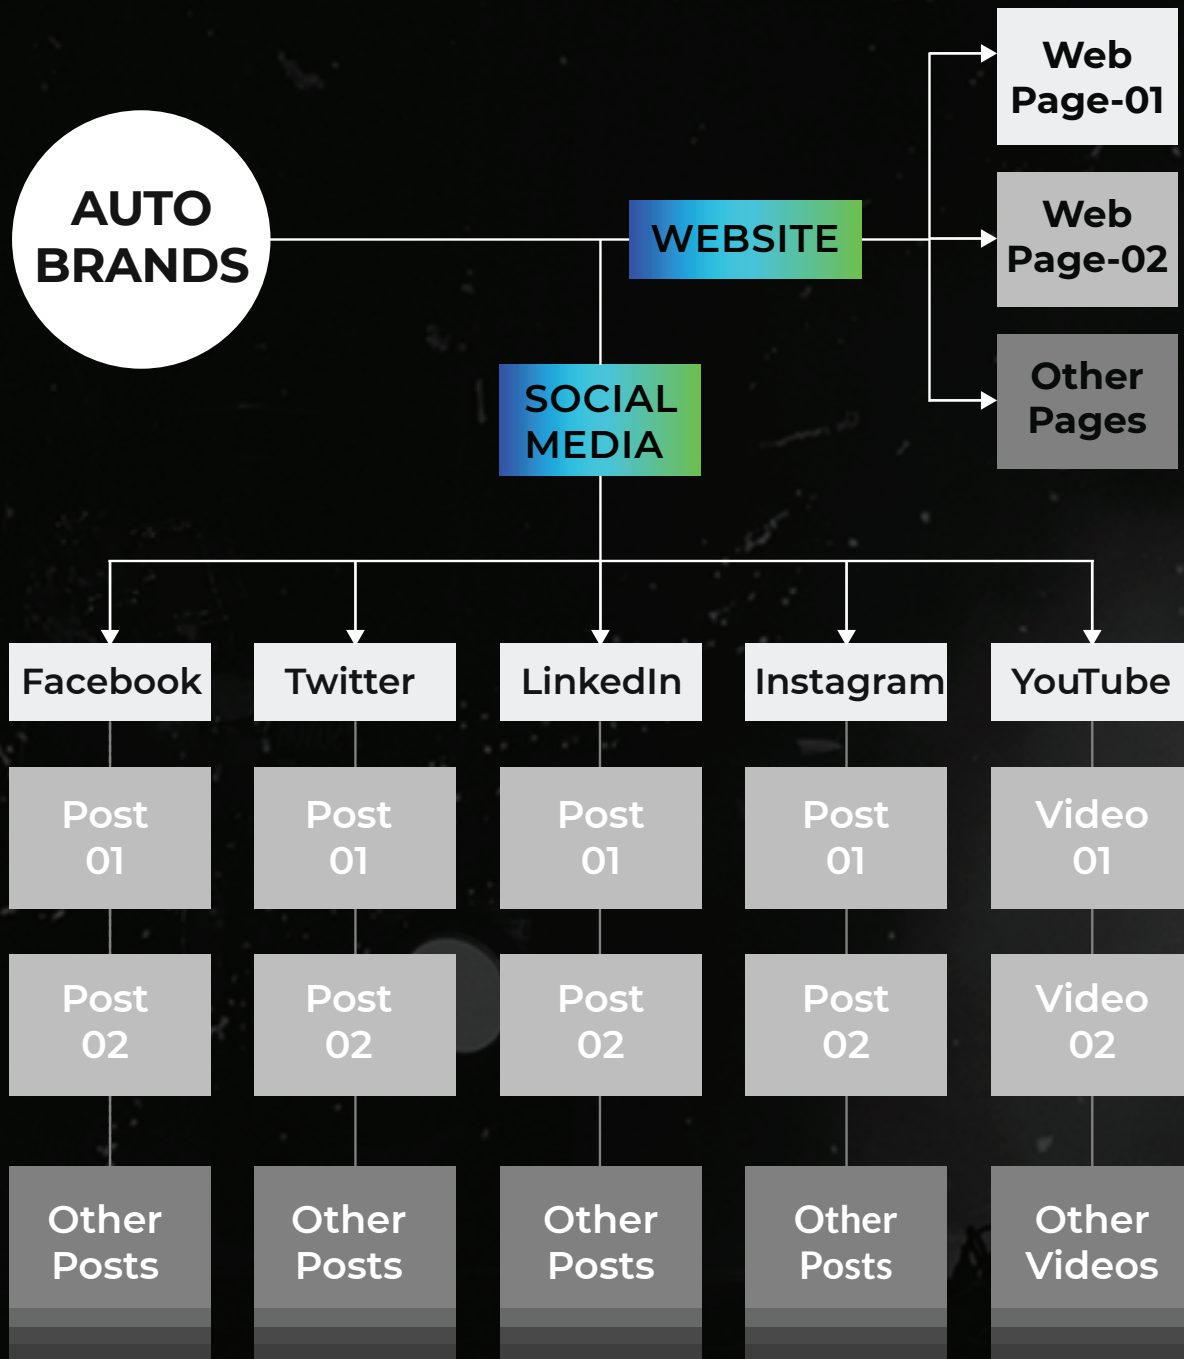 AUTO
BRANDS
WEBSITE
Web
Page-01
Web
Page-02
Other
Pages
SOCIAL
MEDIA
Facebook
Twitter
LinkedIn
Instagram
YouTube
Post
01
Post
01
Post
01
Post
01
Video
01
Post
02
Post
02
Post
02
Post
02
Video
02
Other
Posts
Other
Posts
Other
Posts
Other
Posts
Other
Videos